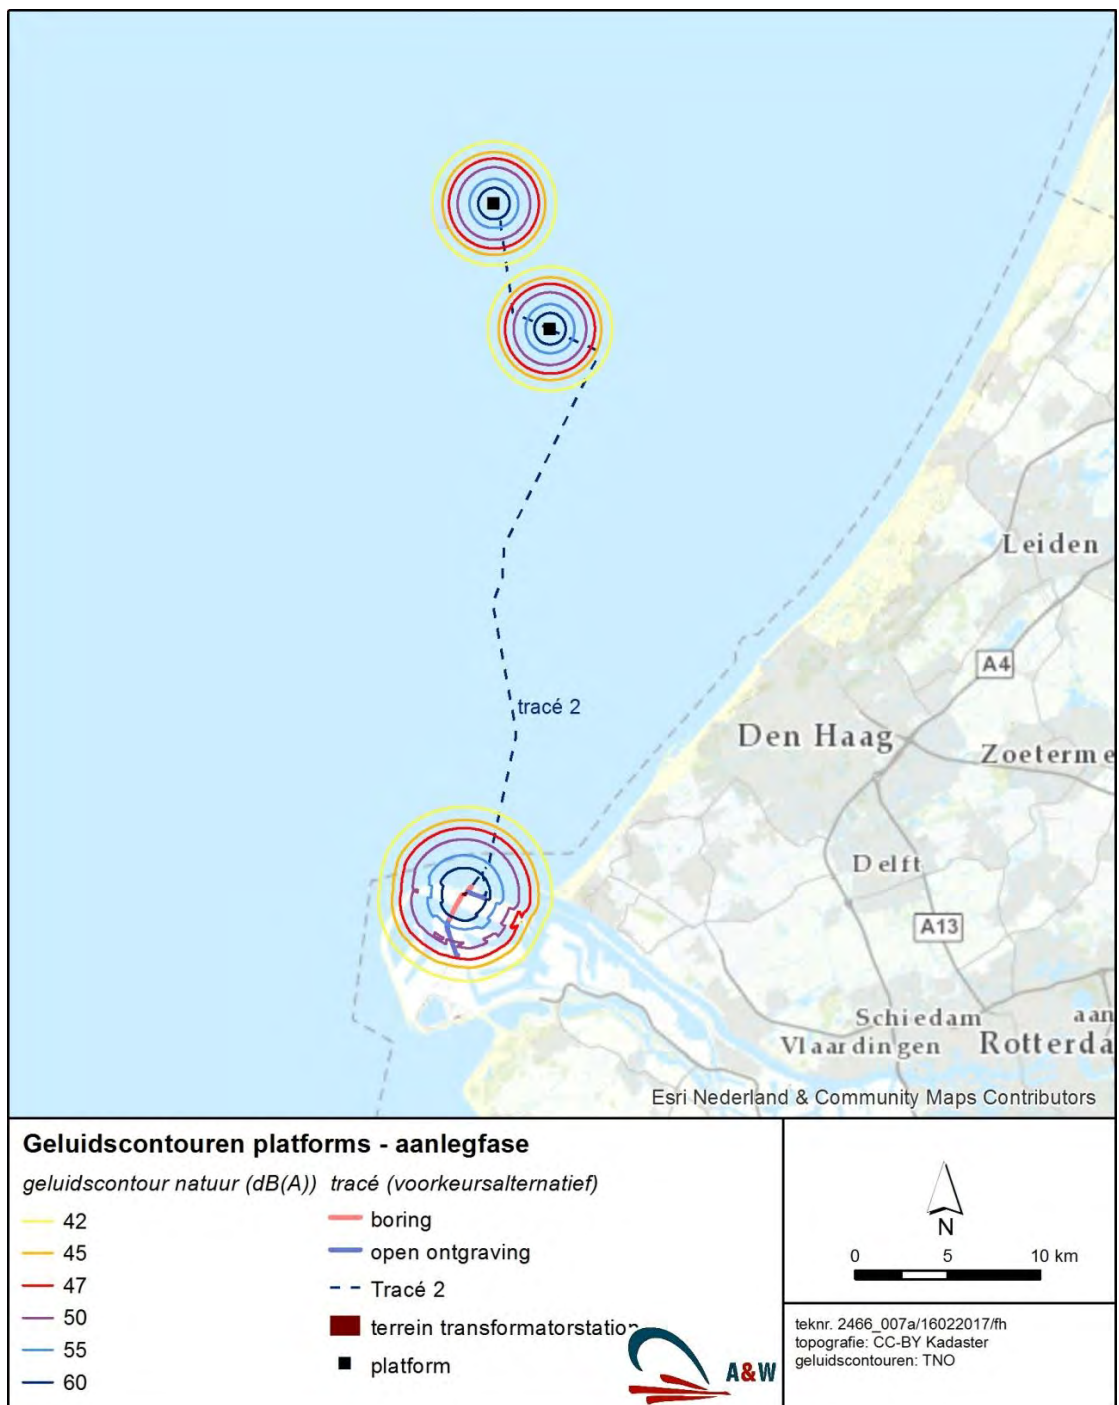 Leiden
A4
tracé 2
Den Haag
Zoeterme
Delft
A13
Schiedam
aan
Vlaardingen
Rotterda
Esri Nederland & Community Maps Contributors
Geluidscontouren platforms - aanlegfase
geluidscontour natuur (dB(A))
42
45
47
50
55
60
tracé (voorkeursalternatief)
boring
open ontgraving
Tracé 2
terrein transformatorstation
platform
A&W
N
0 5 10 km
teknr. 2466_007a/16022017/fh
topografie: CC-BY Kadaster
geluidscontouren: TNO